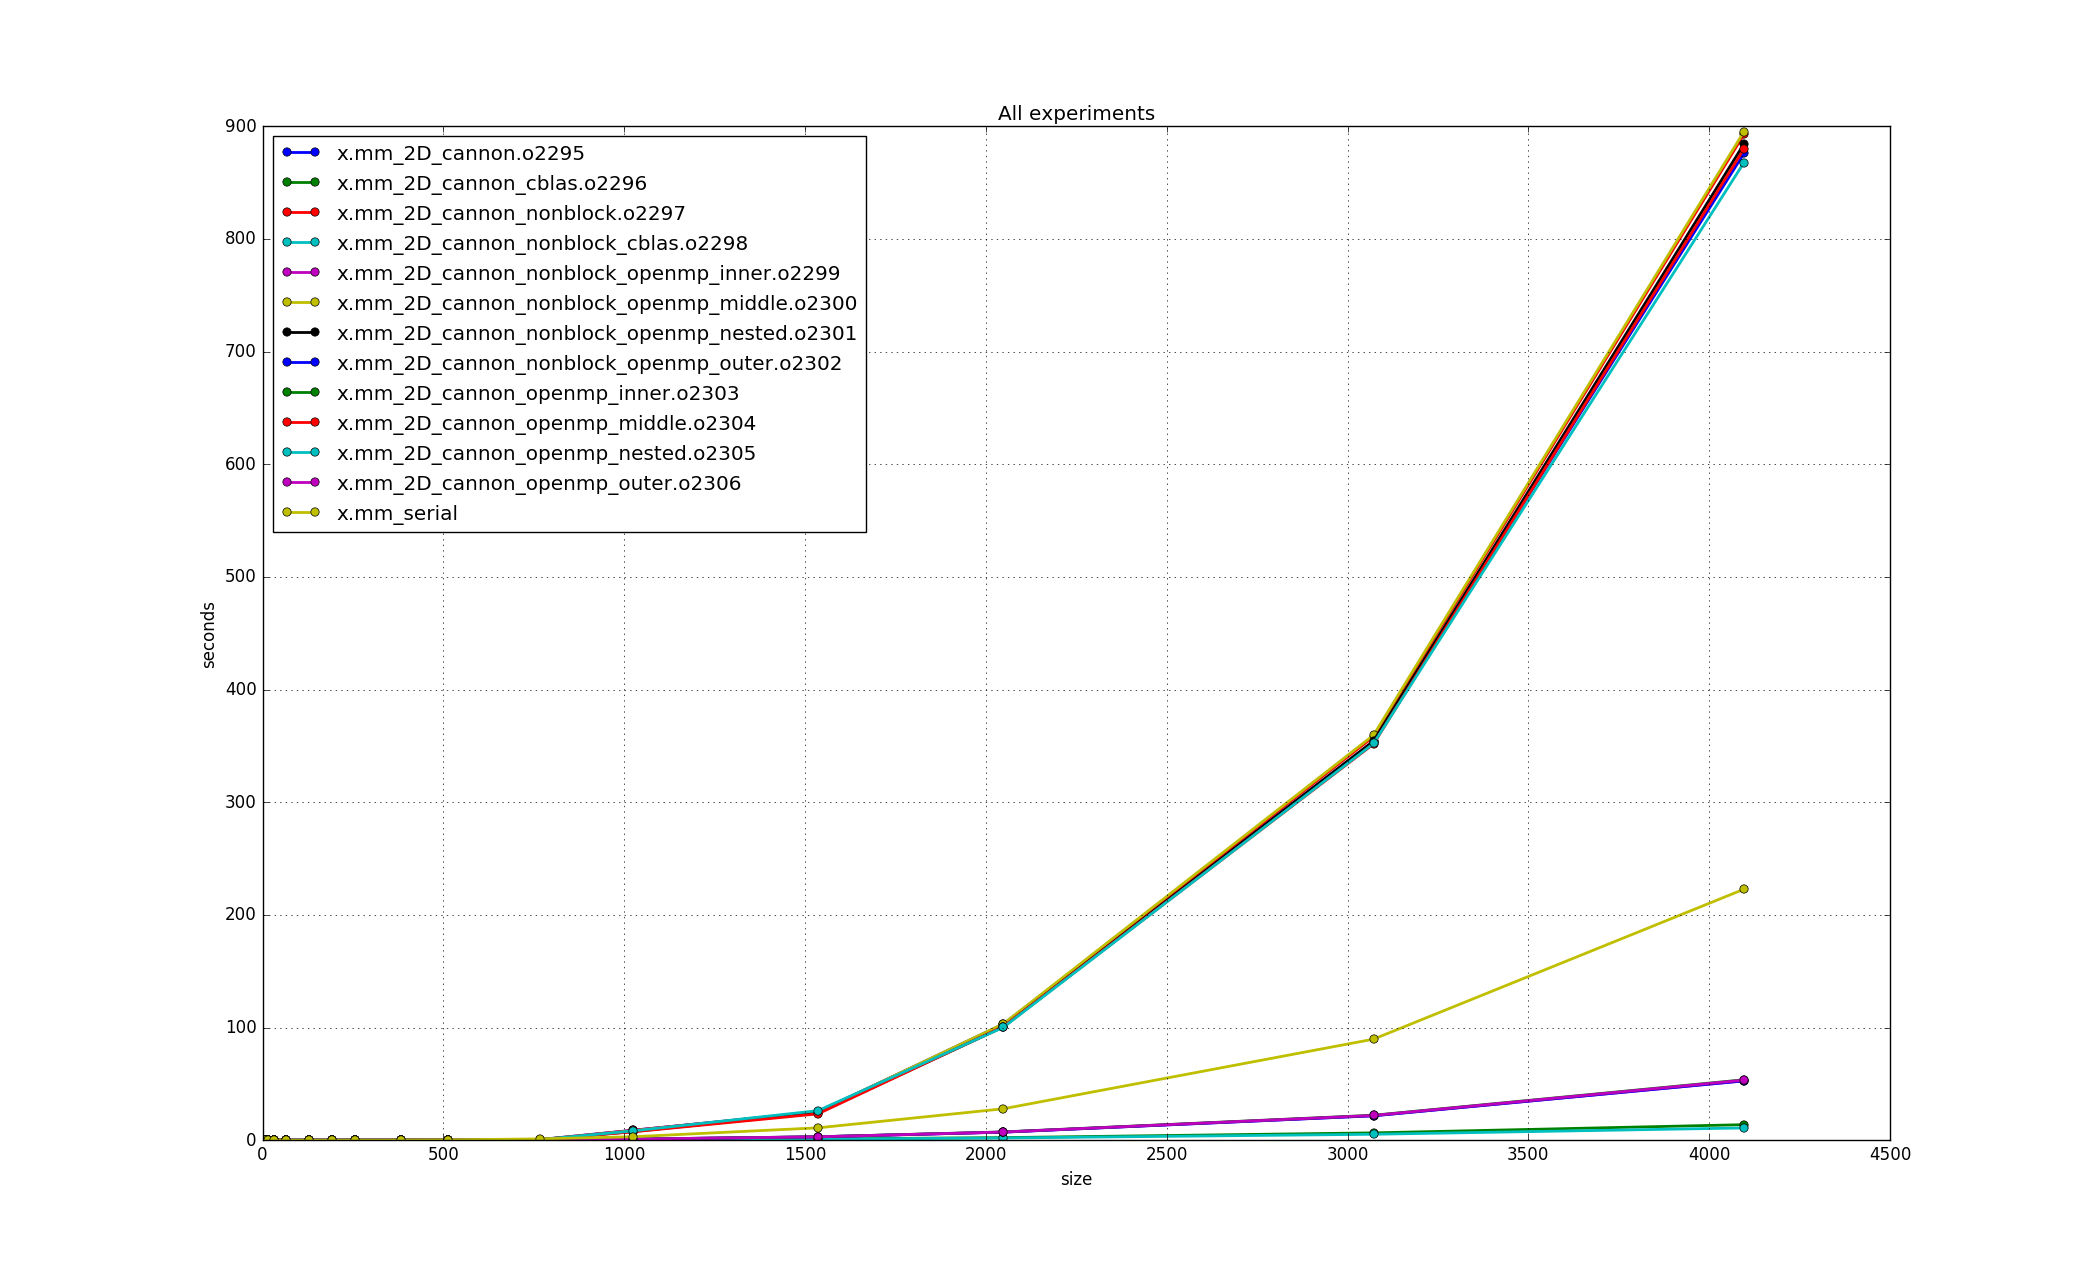 All experiments
900
800
700
600
500
400
300
200
100
0
seconds
x.mm_2D_cannon.o2295
x.mm_2D_cannon_cblas.o2296
x.mm_2D_cannon_nonblock.o2297
x.mm_2D_cannon_nonblock_cblas.o2298
x.mm_2D_cannon_nonblock_openmp_inner.o2299
x.mm_2D_cannon_nonblock_openmp_middle.o2300
x.mm_2D_cannon_nonblock_openmp_nested.o2301
x.mm_2D_cannon_nonblock_openmp_outer.o2302
x.mm_2D_cannon_openmp_inner.o2303
x.mm_2D_cannon_openmp_middle.o2304
x.mm_2D_cannon_openmp_nested.o2305
x.mm_2D_cannon_openmp_outer.o2306
x.mm_serial
0 500 1000 1500 2000 2500 3000 3500 4000 4500
size